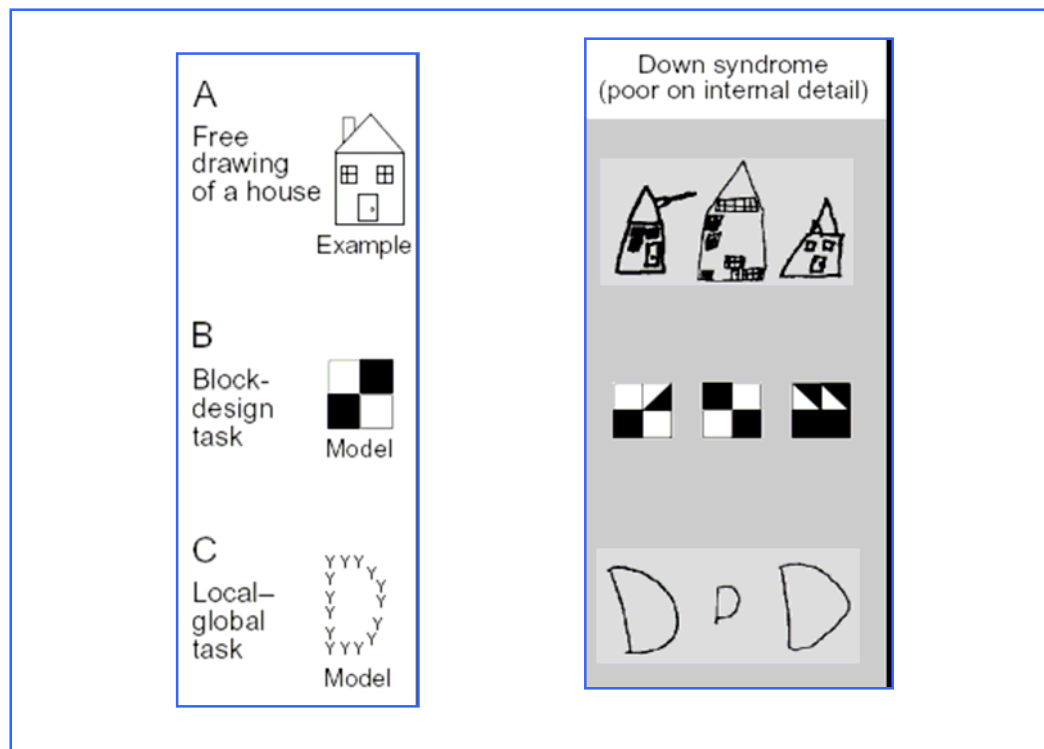 A
Free
drawing
of a house
Example
B
Block-
design
task
Model
C
Local–
global
task
Y Y Y
Y Y
Y Y
Y Y
Y Y
Y Y
Y Y Y
Model
Down syndrome
(poor on internal detail)
D D D